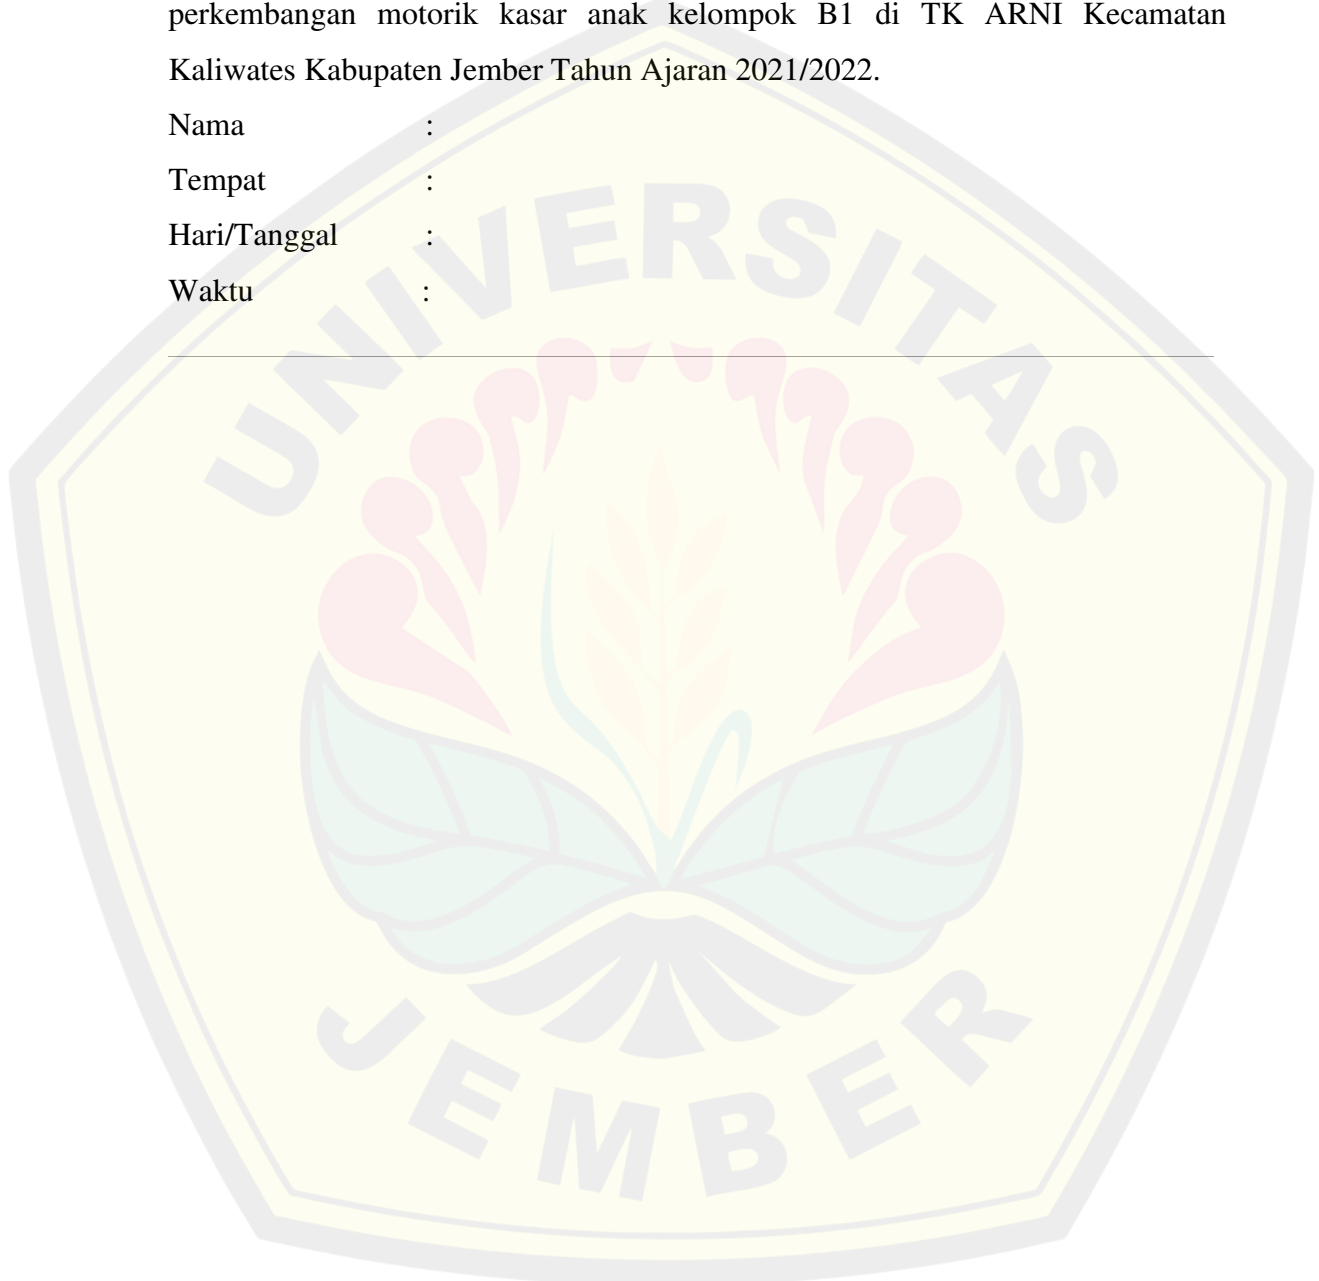 perkembangan motorik kasar anak kelompok B1 di TK ARNI Kecamatan
Kaliwates Kabupaten Jember Tahun Ajaran 2021/2022.
Nama :
Tempat :
Hari/Tanggal :
Waktu :
UNIVERSITAS
JEMBER